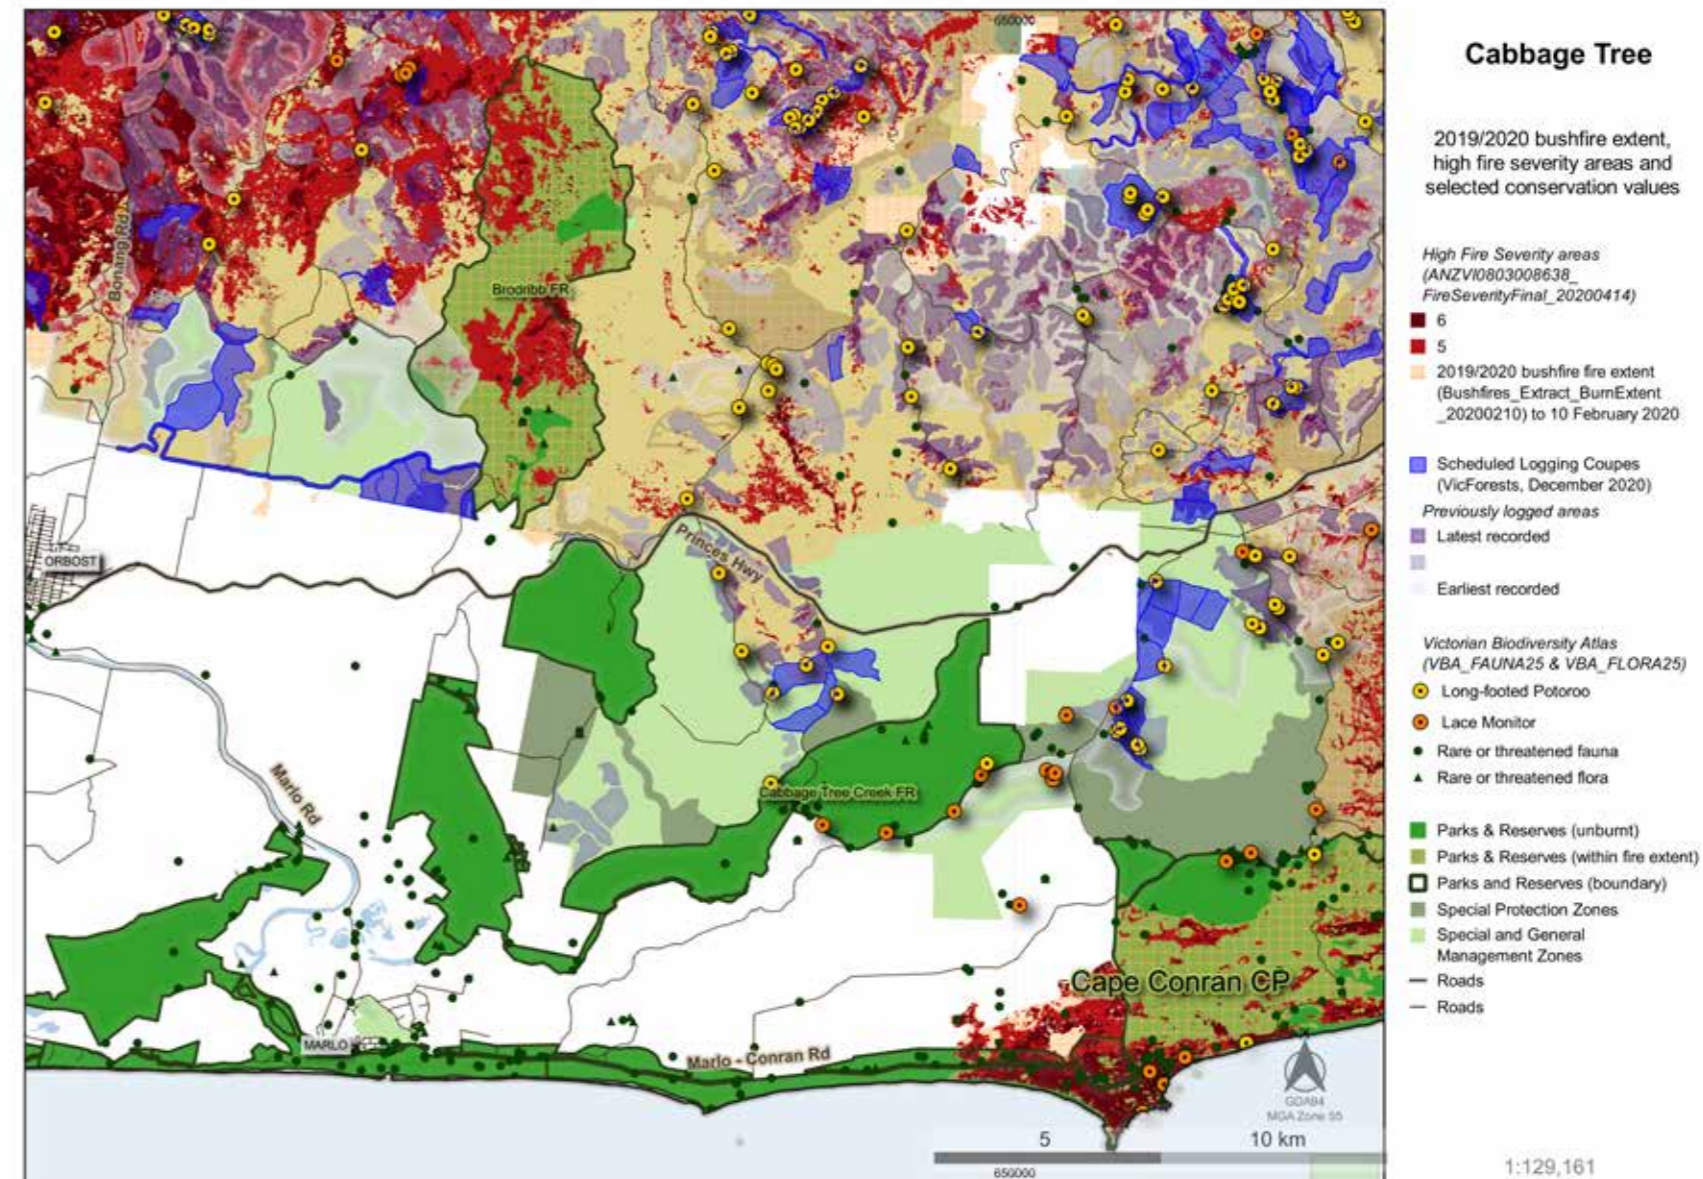 660000
Bonang Rd
Brodribb FR
ORBOST
Princes Hwy
Marlo Rd
Cabbage Tree Creek FR
Cape Conran CP
MARLO
Marlo - Conran Rd
GDA94
MGA Zone 55
5
10 km
650000
Cabbage Tree
2019/2020 bushfire extent,
high fire severity areas and
selected conservation values
High Fire Severity areas
(ANZVI0803008638_
FireSeverityFinal_20200414)
6
5
2019/2020 bushfire fire extent
(Bushfires_Extract_BurnExtent
_20200210) to 10 February 2020
Scheduled Logging Coupes
(VicForests, December 2020)
Previously logged areas
Latest recorded
Earliest recorded
Victorian Biodiversity Atlas
(VBA_FAUNA25 & VBA_FLORA25)
Long-footed Potoroo
Lace Monitor
Rare or threatened fauna
Rare or threatened flora
Parks & Reserves (unburnt)
Parks & Reserves (within fire extent)
Parks and Reserves (boundary)
Special Protection Zones
Special and General
Management Zones
Roads
Roads
1:129,161